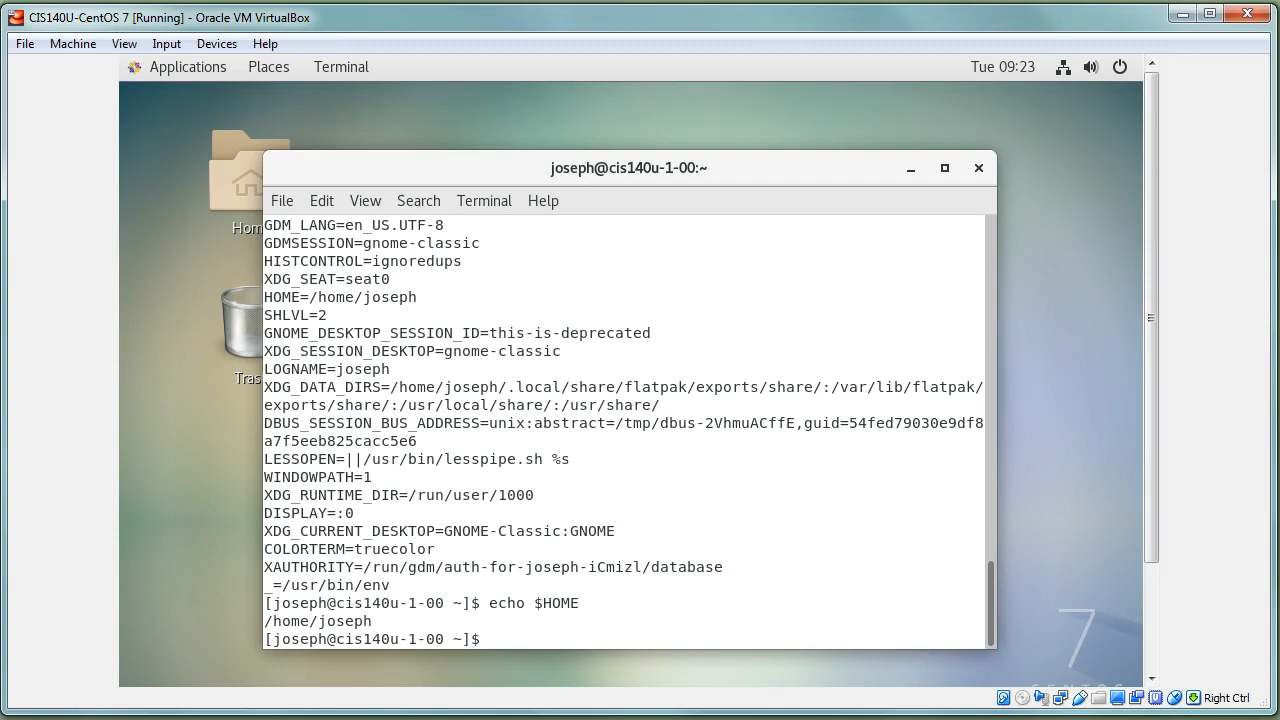 CIS140U-CentOS 7 [Running] - Oracle VM VirtualBox
File Machine View Input Devices Help
Applications Places Terminal Tue 09:23
Home
Tras
joseph@cis140u-1-00:~
File Edit View Search Terminal Help
GDM_LANG=en_US.UTF-8
GDMSESSION=gnome-classic
HISTCONTROL=ignoredups
XDG_SEAT=seat0
HOME=/home/joseph
SHLVL=2
GNOME_DESKTOP_SESSION_ID=this-is-deprecated
XDG_SESSION_DESKTOP=gnome-classic
LOGNAME=joseph
XDG_DATA_DIRS=/home/joseph/.local/share/flatpak/exports/share/:/var/lib/flatpak/
exports/share/:/usr/local/share/:/usr/share/
DBUS_SESSION_BUS_ADDRESS=unix:abstract=/tmp/dbus-2VhmuACffE,guid=54fed79030e9df8
a7f5eeb825cacc5e6
LESSOPEN=||/usr/bin/lesspipe.sh %s
WINDOWPATH=1
XDG_RUNTIME_DIR=/run/user/1000
DISPLAY=:0
XDG_CURRENT_DESKTOP=GNOME-Classic:GNOME
COLORTERM=truecolor
XAUTHORITY=/run/gdm/auth-for-joseph-iCmizl/database
_=/usr/bin/env
[joseph@cis140u-1-00 ~]$ echo $HOME
/home/joseph
[joseph@cis140u-1-00 ~]$
7
Right Ctrl